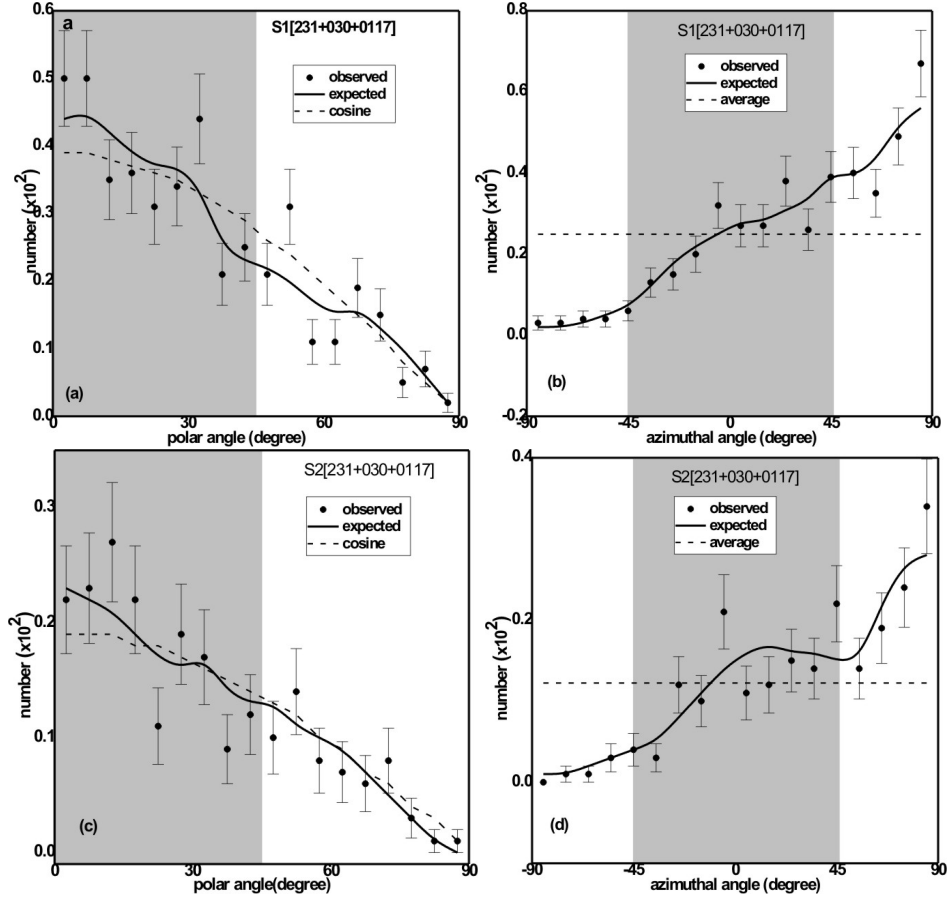 a
S1[231+030+0117]
observed
expected
cosine
number (x10²)
0.6
0.5
0.4
0.3
0.2
0.1
0.0
(a)
0 30 60 90
polar angle (degree)
S1[231+030+0117]
observed
expected
average
number (x10²)
0.8
0.6
0.4
0.2
0.0
-0.2
(b)
-90 -45 0 45 90
azimuthal angle (degree)
S2[231+030+0117]
observed
expected
cosine
number (x10²)
0.3
0.2
0.1
0.0
(c)
0 30 60 90
polar angle(degree)
S2[231+030+0117]
observed
expected
average
number (x10²)
0.4
0.2
0.0
(d)
-90 -45 0 45 90
azimuthal angle (degree)